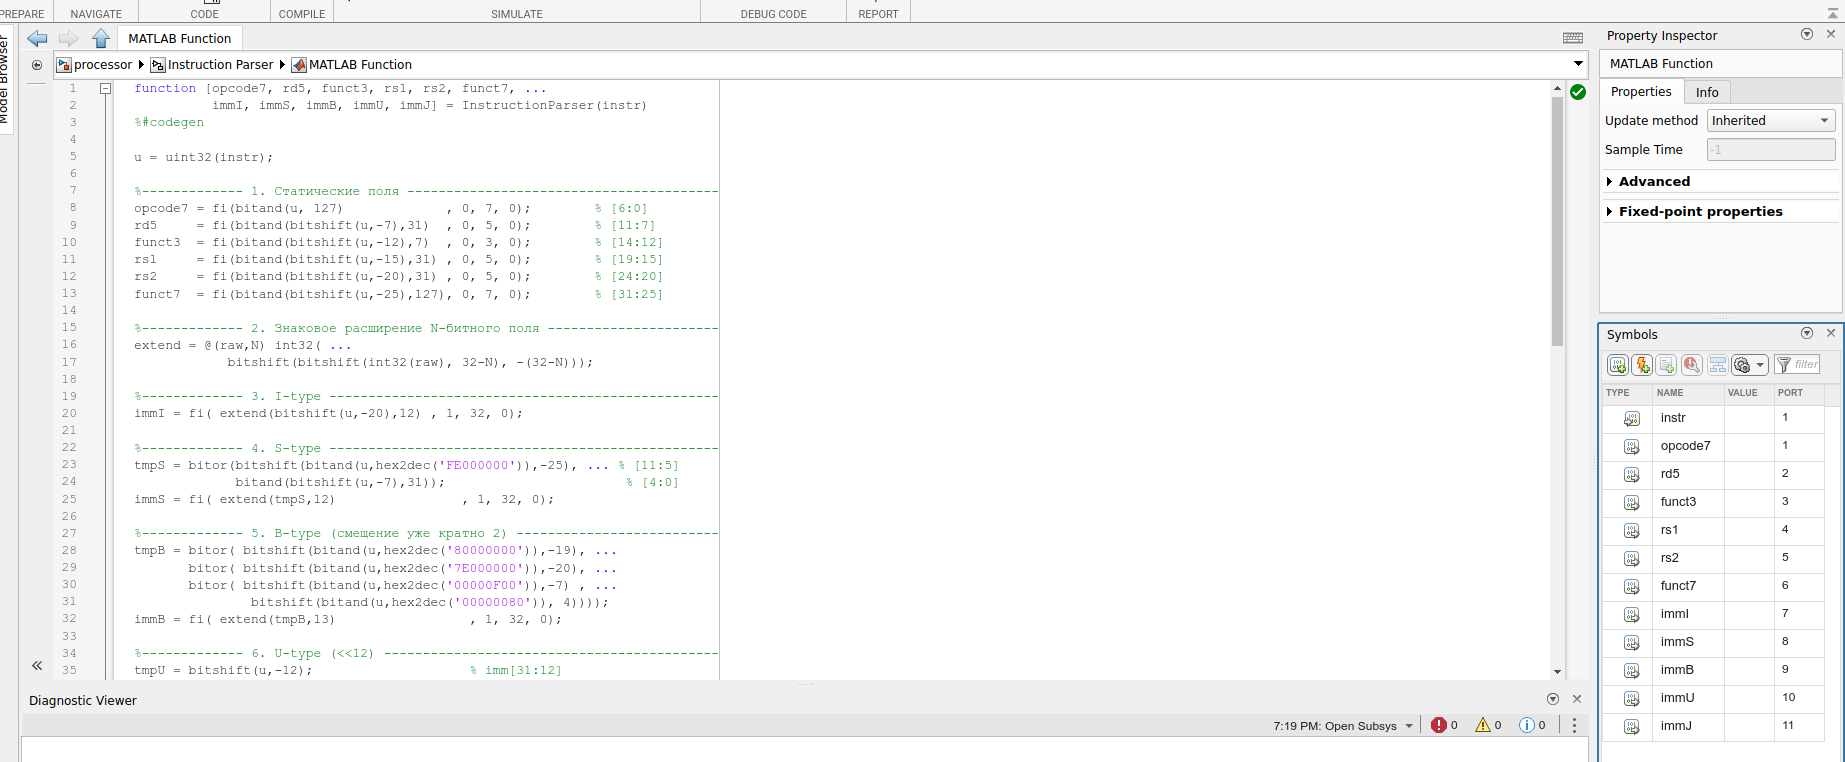 PREPARE NAVIGATE CODE COMPILE SIMULATE DEBUG CODE REPORT
Model Browser
MATLAB Function
processor Instruction Parser MATLAB Function
1 function [opcode7, rd5, funct3, rs1, rs2, funct7, ...
2 immI, immS, immB, immU, immJ] = InstructionParser(instr)
3 %#codegen
4
5 u = uint32(instr);
6
7 %------------- 1. Статические поля ----------------------------------------
8 opcode7 = fi(bitand(u, 127) , 0, 7, 0); % [6:0]
9 rd5 = fi(bitand(bitshift(u,-7),31) , 0, 5, 0); % [11:7]
10 funct3 = fi(bitand(bitshift(u,-12),7) , 0, 3, 0); % [14:12]
11 rs1 = fi(bitand(bitshift(u,-15),31) , 0, 5, 0); % [19:15]
12 rs2 = fi(bitand(bitshift(u,-20),31) , 0, 5, 0); % [24:20]
13 funct7 = fi(bitand(bitshift(u,-25),127), 0, 7, 0); % [31:25]
14
15 %------------- 2. Знаковое расширение N-битного поля ----------------------
16 extend = @(raw,N) int32( ...
17 bitshift(bitshift(int32(raw), 32-N), -(32-N)));
18
19 %------------- 3. I-type --------------------------------------------------
20 immI = fi( extend(bitshift(u,-20),12) , 1, 32, 0);
21
22 %------------- 4. S-type --------------------------------------------------
23 tmpS = bitor(bitshift(bitand(u,hex2dec('FE000000')),-25), ... % [11:5]
24 bitand(bitshift(u,-7),31)); % [4:0]
25 immS = fi( extend(tmpS,12) , 1, 32, 0);
26
27 %------------- 5. B-type (смещение уже кратно 2) --------------------------
28 tmpB = bitor( bitshift(bitand(u,hex2dec('80000000')),-19), ...
29 bitor( bitshift(bitand(u,hex2dec('7E000000')),-20), ...
30 bitor( bitshift(bitand(u,hex2dec('00000F00')),-7) , ...
31 bitshift(bitand(u,hex2dec('00000080')), 4))));
32 immB = fi( extend(tmpB,13) , 1, 32, 0);
33
34 %------------- 6. U-type (<<12) -------------------------------------------
35 tmpU = bitshift(u,-12); % imm[31:12]
Diagnostic Viewer
7:19 PM: Open Subsys 0 0 0
Property Inspector
MATLAB Function
Properties Info
Update method Inherited
Sample Time -1
Advanced
Fixed-point properties
Symbols
filter
TYPE NAME VALUE PORT
instr 1
opcode7 1
rd5 2
funct3 3
rs1 4
rs2 5
funct7 6
immI 7
immS 8
immB 9
immU 10
immJ 11